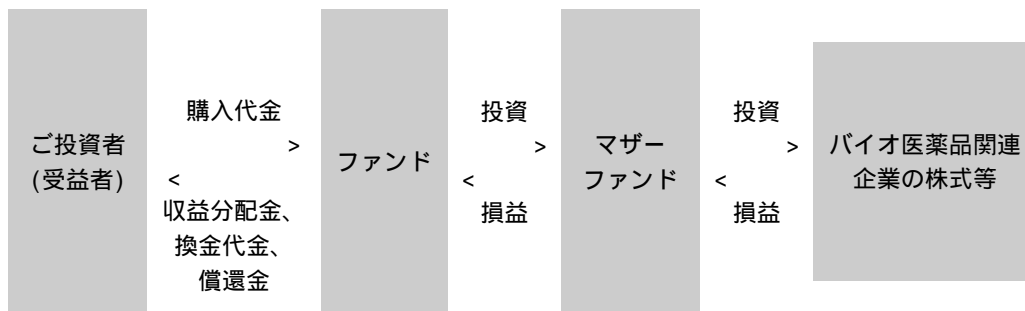 ご投資者
(受益者)
購入代金
>
<
収益分配金、
換金代金、
償還金
ファンド
投資
>
<
損益
マザー
ファンド
投資
>
<
損益
バイオ医薬品関連
企業の株式等